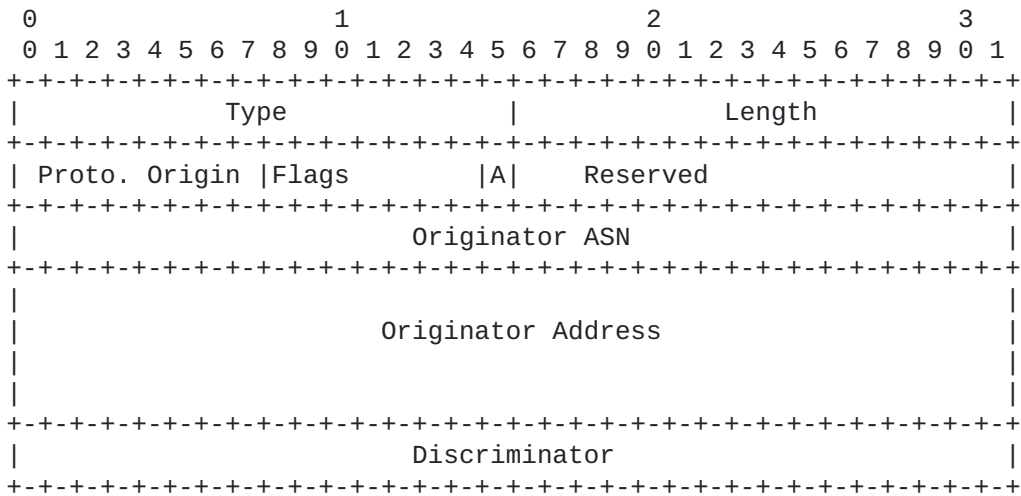 0                   1                   2                   3
 0 1 2 3 4 5 6 7 8 9 0 1 2 3 4 5 6 7 8 9 0 1 2 3 4 5 6 7 8 9 0 1
+-+-+-+-+-+-+-+-+-+-+-+-+-+-+-+-+-+-+-+-+-+-+-+-+-+-+-+-+-+-+-+-+
|             Type              |             Length            |
+-+-+-+-+-+-+-+-+-+-+-+-+-+-+-+-+-+-+-+-+-+-+-+-+-+-+-+-+-+-+-+-+
| Proto. Origin |Flags        |A|    Reserved                   |
+-+-+-+-+-+-+-+-+-+-+-+-+-+-+-+-+-+-+-+-+-+-+-+-+-+-+-+-+-+-+-+-+
|                         Originator ASN                        |
+-+-+-+-+-+-+-+-+-+-+-+-+-+-+-+-+-+-+-+-+-+-+-+-+-+-+-+-+-+-+-+-+
|                                                               |
|                       Originator Address                      |
|                                                               |
|                                                               |
+-+-+-+-+-+-+-+-+-+-+-+-+-+-+-+-+-+-+-+-+-+-+-+-+-+-+-+-+-+-+-+-+
|                         Discriminator                         |
+-+-+-+-+-+-+-+-+-+-+-+-+-+-+-+-+-+-+-+-+-+-+-+-+-+-+-+-+-+-+-+-+